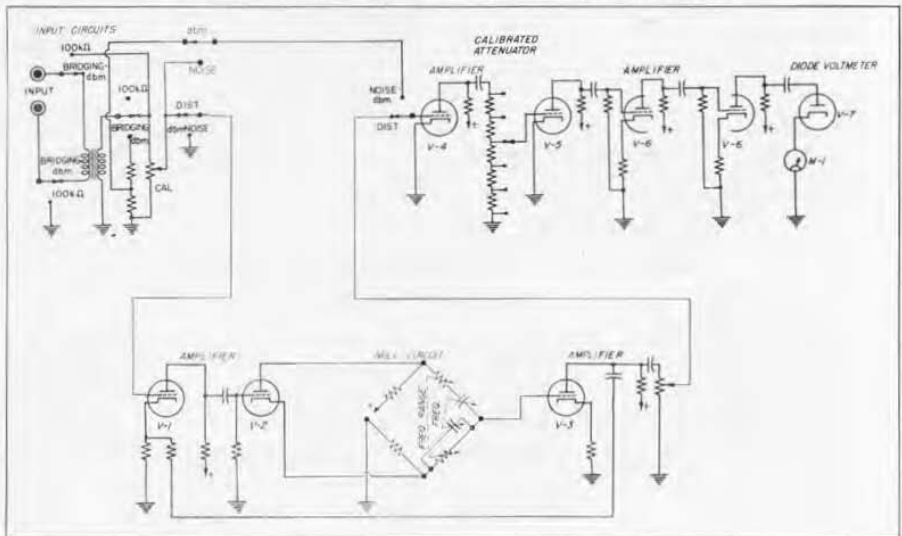 INPUT CIRCUITS
100kΩ
BRIDGING
dbm
INPUT
100kΩ
BRIDGING
dbm
BRIDGING
dbm
100kΩ
CAL
dbm
NOISE
DIST
dbm
NOISE
NOISE
dbm
DIST
AMPLIFIER
V-4
CALIBRATED
ATTENUATOR
V-5
AMPLIFIER
V-6
V-6
DIODE VOLTMETER
V-7
M-1
AMPLIFIER
V-1
V-2
NULL CIRCUIT
FREQ RANGE
FREQ.
AMPLIFIER
V-3